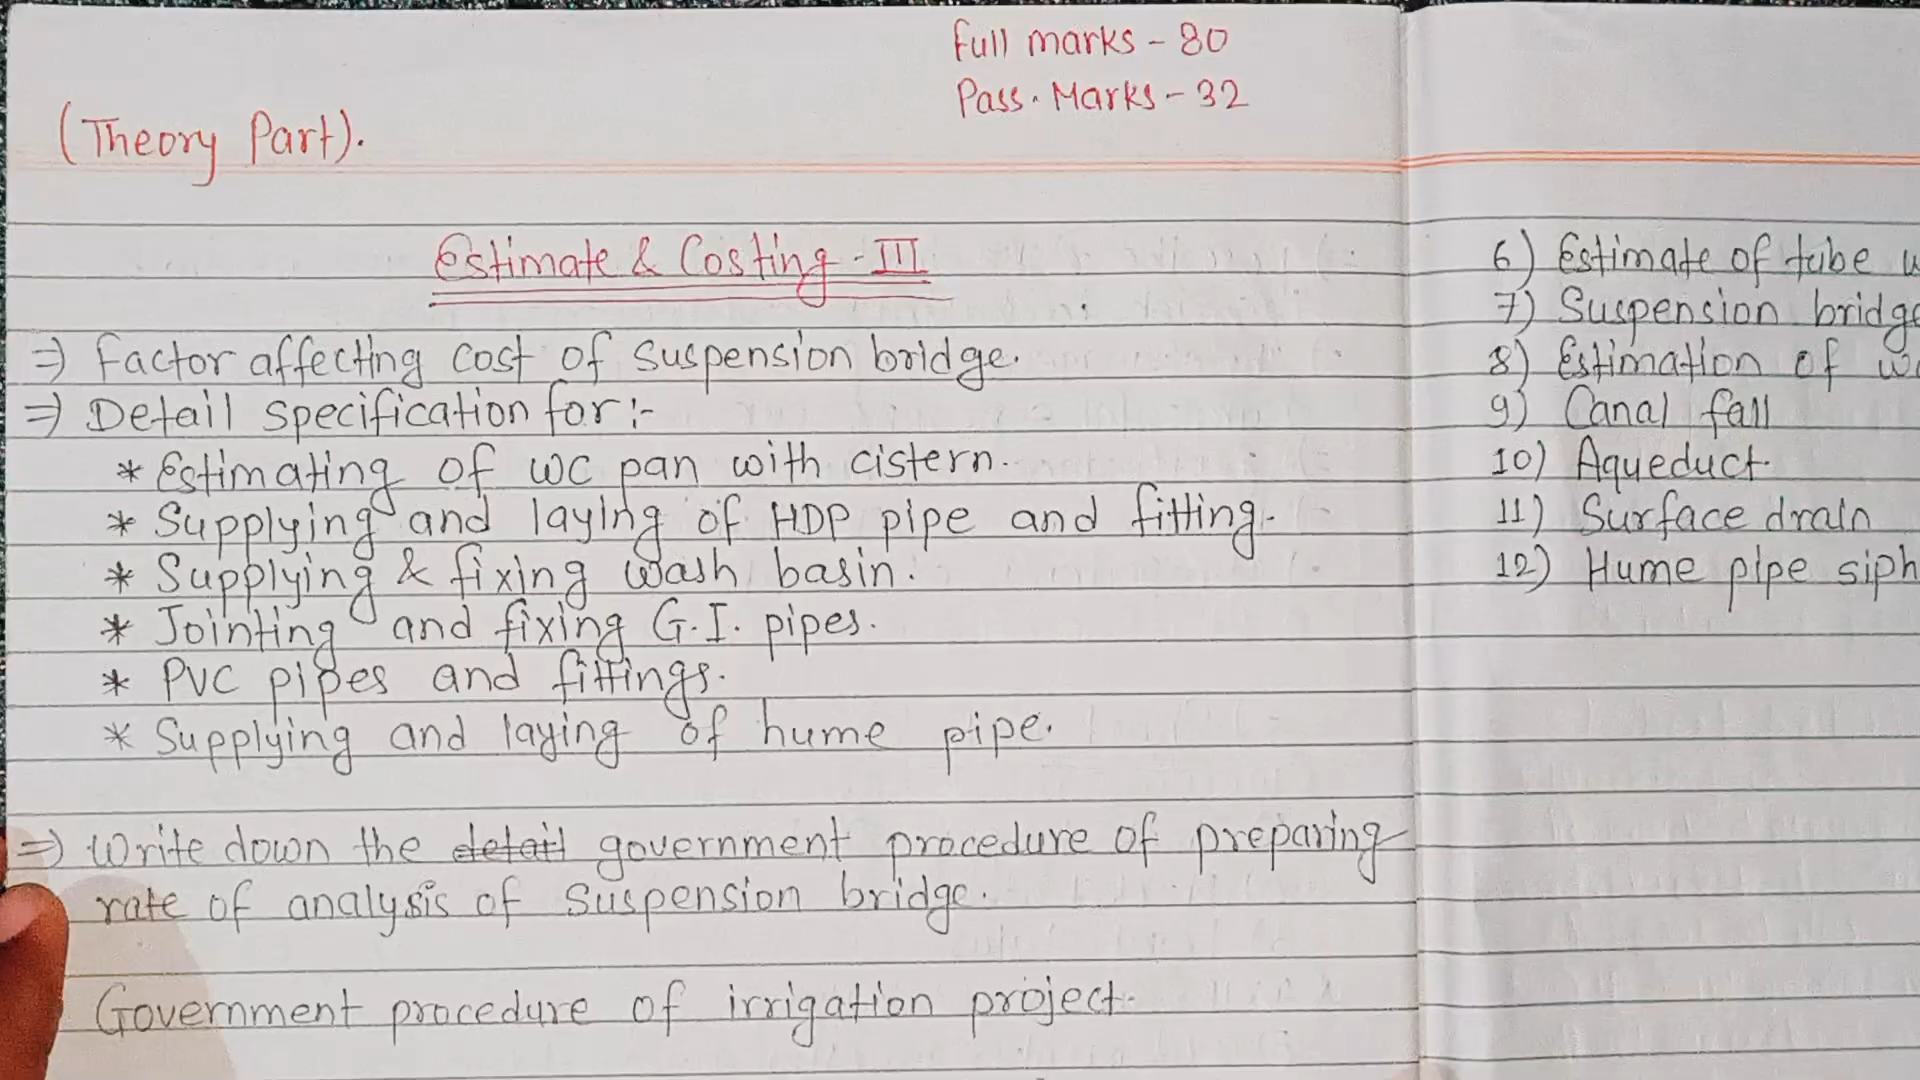 Full marks - 80
Pass. Marks - 32
(Theory Part).
Estimate & Costing - III
⇒ Factor affecting cost of suspension bridge.
⇒ Detail specification for :-
* Estimating of WC pan with cistern.
* Supplying and laying of HDP pipe and fitting.
* Supplying & fixing wash basin.
* Jointing and fixing G.I. pipes.
* PVC pipes and fittings.
* Supplying and laying of hume pipe.
⇒ Write down the detail government procedure of preparing
rate of analysis of suspension bridge.
Government procedure of irrigation project.
6) Estimate of tube
7) Suspension bridge
8) Estimation of
9) Canal fall
10) Aqueduct.
11) Surface drain
12) Hume pipe